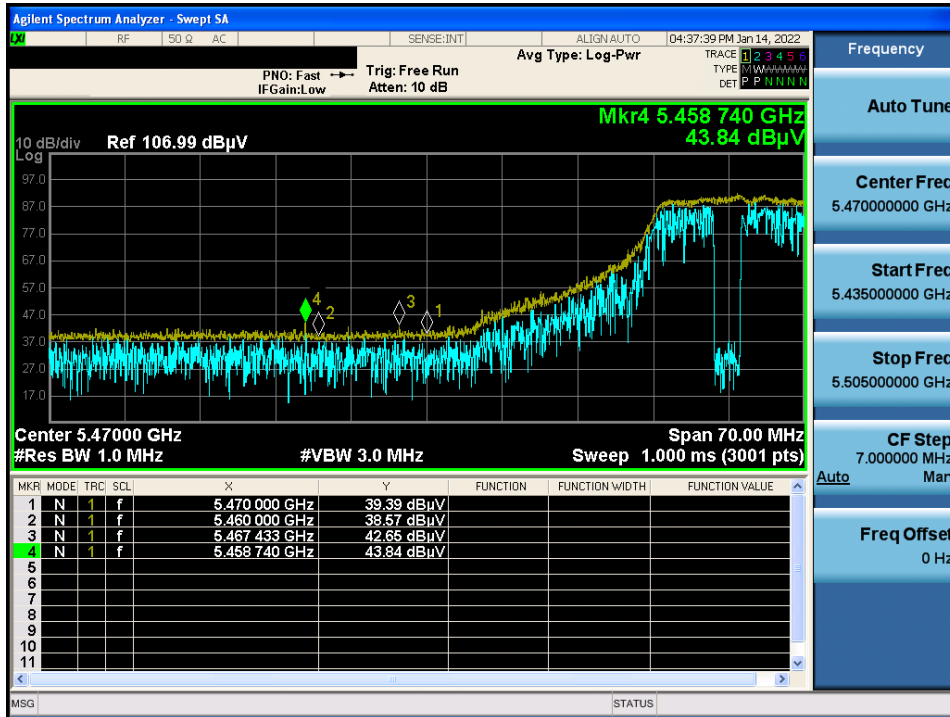 Agilent Spectrum Analyzer - Swept SA
LXI RF 50 Ω AC SENSE:INT ALIGN AUTO 04:37:39 PM Jan 14, 2022
Avg Type: Log-Pwr
TRACE 1 2 3 4 5 6
TYPE M W W W W W
DET P P N N N N
PNO: Fast
IFGain:Low
Trig: Free Run
Atten: 10 dB
Mkr4 5.458 740 GHz
43.84 dBµV
10 dB/div
Log
Ref 106.99 dBµV
97.0
87.0
77.0
67.0
57.0
47.0
37.0
27.0
17.0
4
2
3
1
Center 5.47000 GHz
Span 70.00 MHz
#Res BW 1.0 MHz
#VBW 3.0 MHz
Sweep 1.000 ms (3001 pts)
MKR MODE TRC SCL X Y FUNCTION FUNCTION WIDTH FUNCTION VALUE
1 N 1 f 5.470 000 GHz 39.39 dBµV
2 N 1 f 5.460 000 GHz 38.57 dBµV
3 N 1 f 5.467 433 GHz 42.65 dBµV
4 N 1 f 5.458 740 GHz 43.84 dBµV
5
6
7
8
9
10
11
MSG
STATUS
Frequency
Auto Tune
Center Freq
5.470000000 GHz
Start Freq
5.435000000 GHz
Stop Freq
5.505000000 GHz
CF Step
7.000000 MHz
Auto Man
Freq Offset
0 Hz